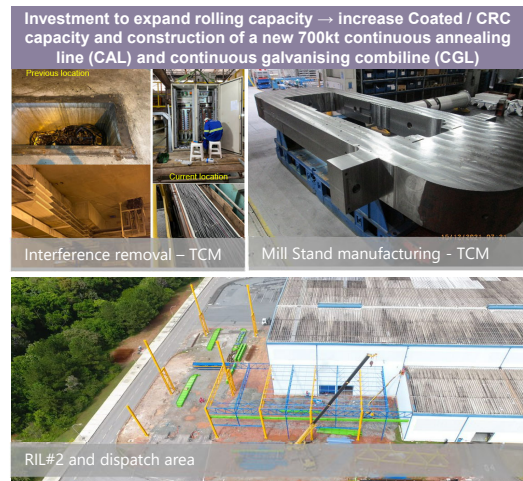 Investment to expand rolling capacity → increase Coated / CRC
capacity and construction of a new 700kt continuous annealing
line (CAL) and continuous galvanising combiline (CGL)
Previous location
Current location
Interference removal – TCM
Mill Stand manufacturing - TCM
RIL#2 and dispatch area